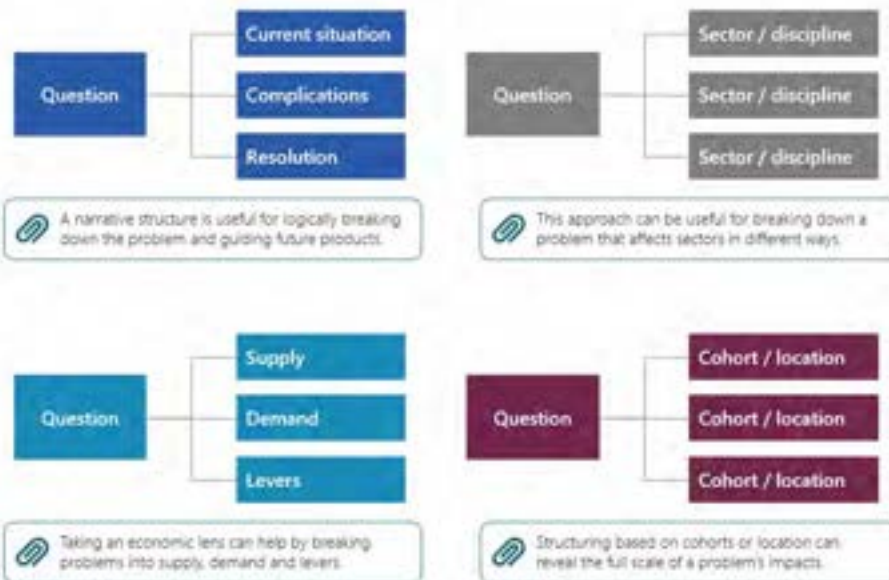 Question
Current situation
Complications
Resolution
A narrative structure is useful for logically breaking
down the problem and guiding future products.
Question
Sector / discipline
Sector / discipline
Sector / discipline
This approach can be useful for breaking down a
problem that affects sectors in different ways.
Question
Supply
Demand
Levers
Taking an economic lens can help by breaking
problems into supply, demand and levers.
Question
Cohort / location
Cohort / location
Cohort / location
Structuring based on cohorts or location can
reveal the full scale of a problem's impacts.